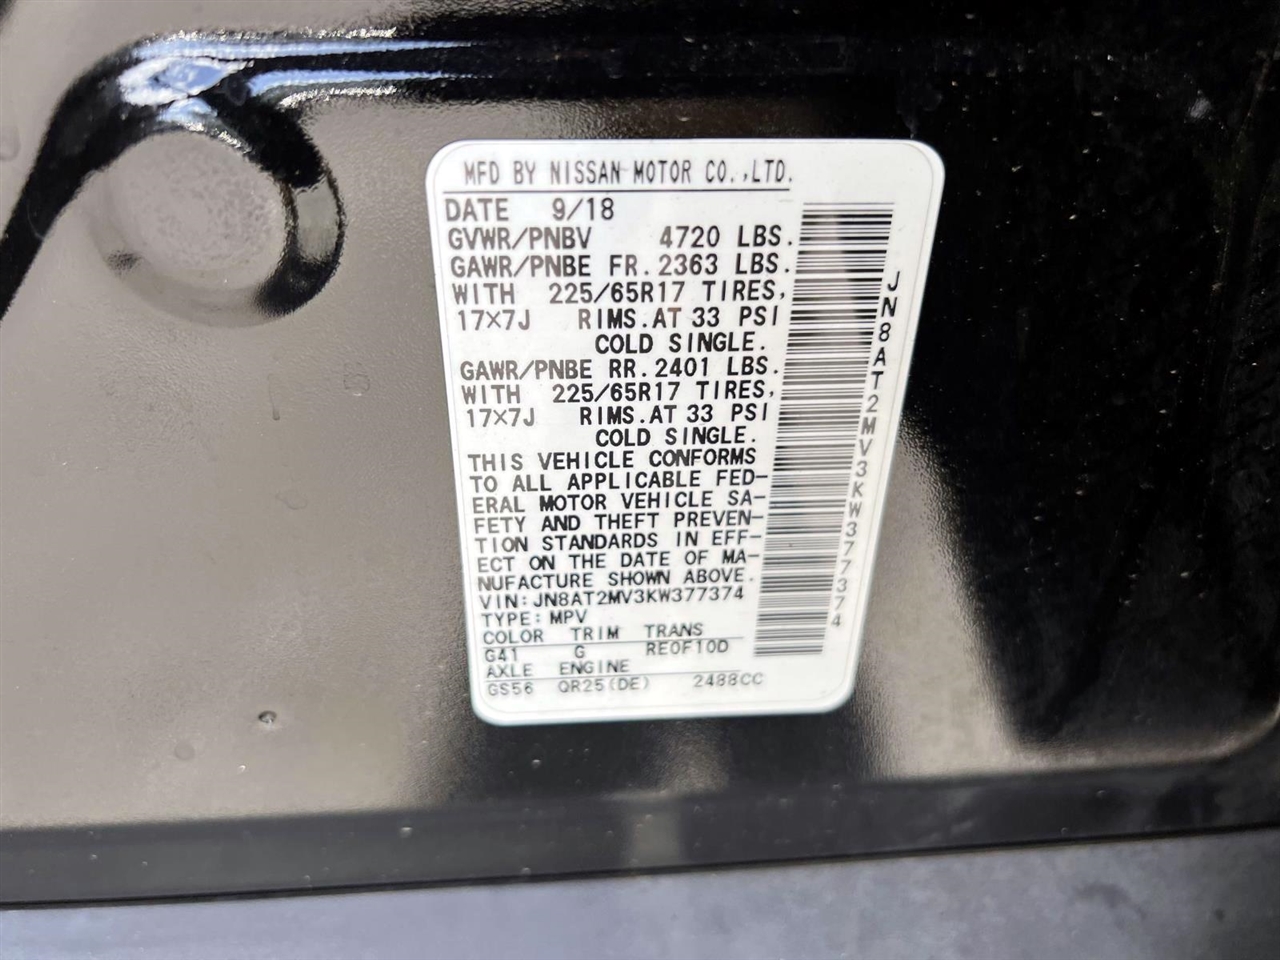 MFD BY NISSAN MOTOR CO.,LTD.
DATE 9/18
GVWR/PNBV 4720 LBS.
GAWR/PNBE FR.2363 LBS.
WITH 225/65R17 TIRES,
17×7J RIMS.AT 33 PSI
COLD SINGLE.
GAWR/PNBE RR.2401 LBS.
WITH 225/65R17 TIRES,
17×7J RIMS.AT 33 PSI
COLD SINGLE.
THIS VEHICLE CONFORMS
TO ALL APPLICABLE FED-
ERAL MOTOR VEHICLE SA-
FETY AND THEFT PREVEN-
TION STANDARDS IN EFF-
ECT ON THE DATE OF MA-
NUFACTURE SHOWN ABOVE.
VIN:JN8AT2MV3KW377374
TYPE:MPV
COLOR TRIM TRANS
G41 G RE0F10D
AXLE ENGINE
GS56 QR25(DE) 2488CC
JN8AT2MV3KW377374